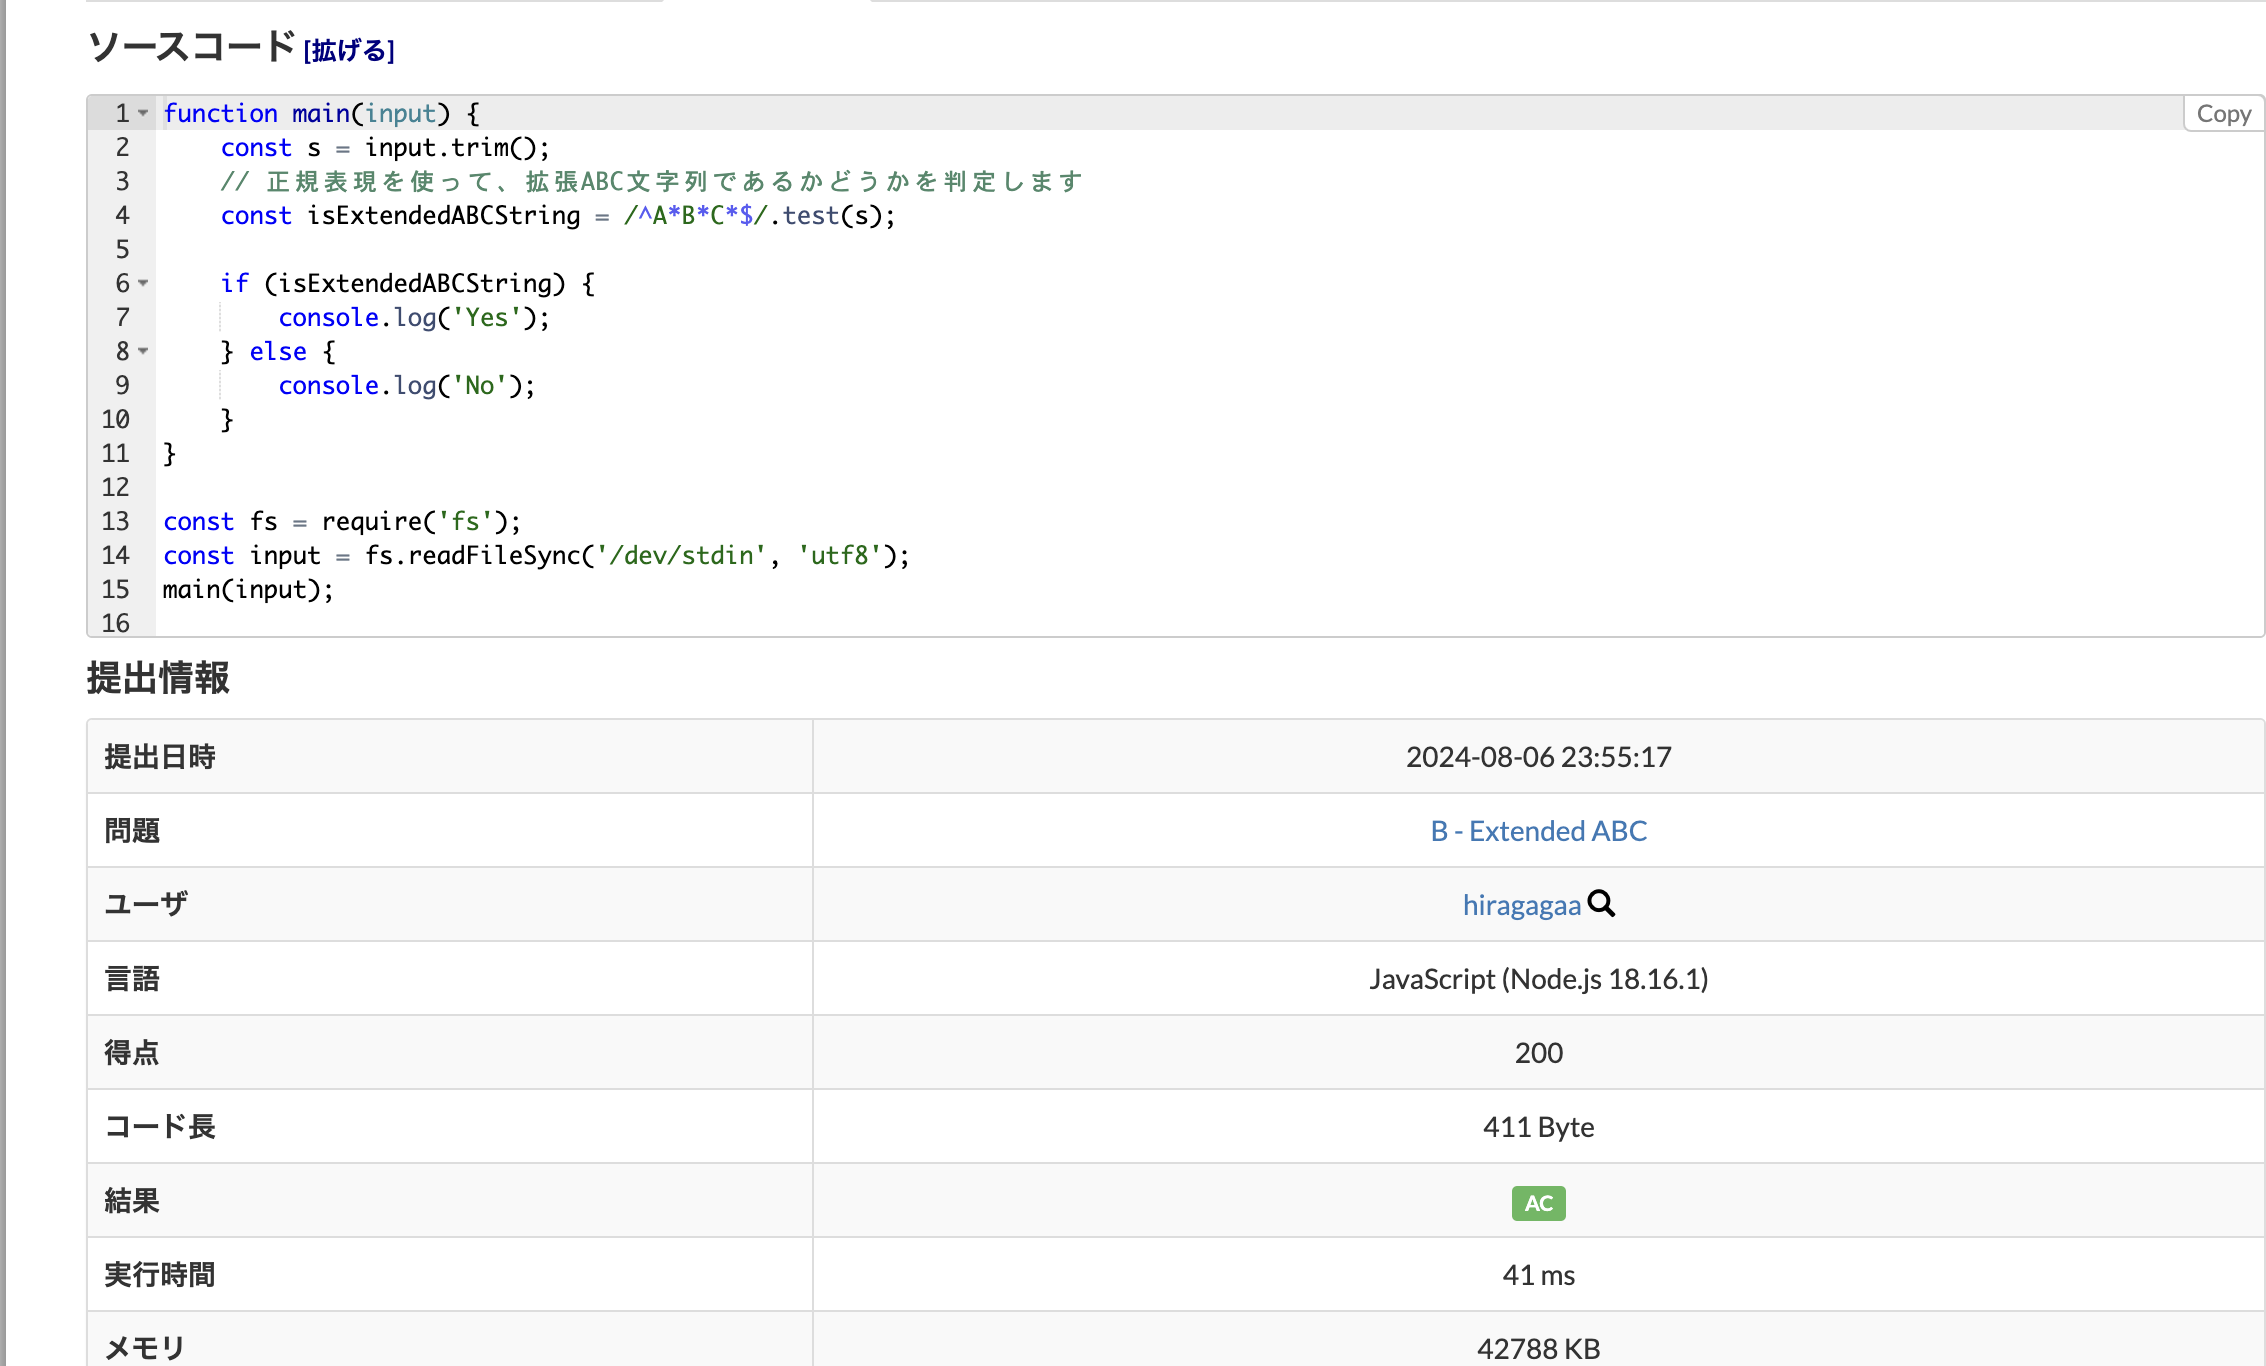 ソースコード [拡げる]
Copy
1 function main(input) {
2     const s = input.trim();
3     // 正規表現を使って、拡張ABC文字列であるかどうかを判定します
4     const isExtendedABCString = /^A*B*C*$/.test(s);
5
6     if (isExtendedABCString) {
7         console.log('Yes');
8     } else {
9         console.log('No');
10     }
11 }
12
13 const fs = require('fs');
14 const input = fs.readFileSync('/dev/stdin', 'utf8');
15 main(input);
16
提出情報
提出日時 2024-08-06 23:55:17
問題 B - Extended ABC
ユーザ hiragagaa
言語 JavaScript (Node.js 18.16.1)
得点 200
コード長 411 Byte
結果 AC
実行時間 41 ms
メモリ 42788 KB